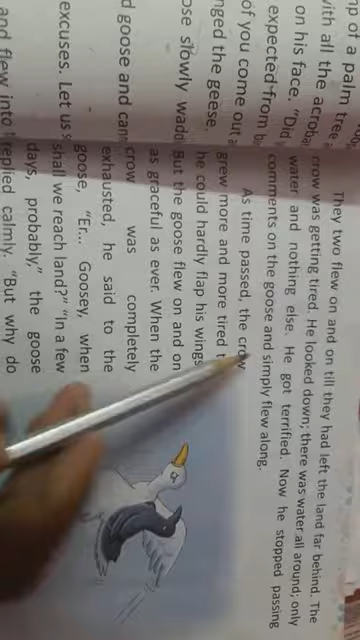 They two flew on and on till they had left the land far behind. The
crow was getting tired. He looked down; there was water all around; only
water and nothing else. He got terrified. Now he stopped passing
comments on the goose and simply flew along.
As time passed, the crow
grew more and more tired
he could hardly flap his wings
But the goose flew on and on
as graceful as ever. When the
crow was completely
exhausted, he said to the
goose, "Er... Goosey, when
shall we reach land?" "In a few
days, probably," the goose
replied calmly. "But why do
of a palm tree
with all the
on his face. "Did
expected from
of you come out
the geese
slowly
goose and
excuses. Let us
and flew into